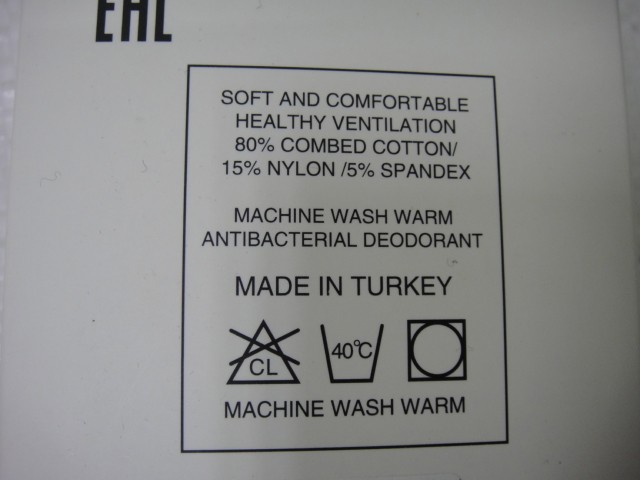 EAC
SOFT AND COMFORTABLE
HEALTHY VENTILATION
80% COMBED COTTON/
15% NYLON /5% SPANDEX
MACHINE WASH WARM
ANTIBACTERIAL DEODORANT
MADE IN TURKEY
CL 40°C
MACHINE WASH WARM